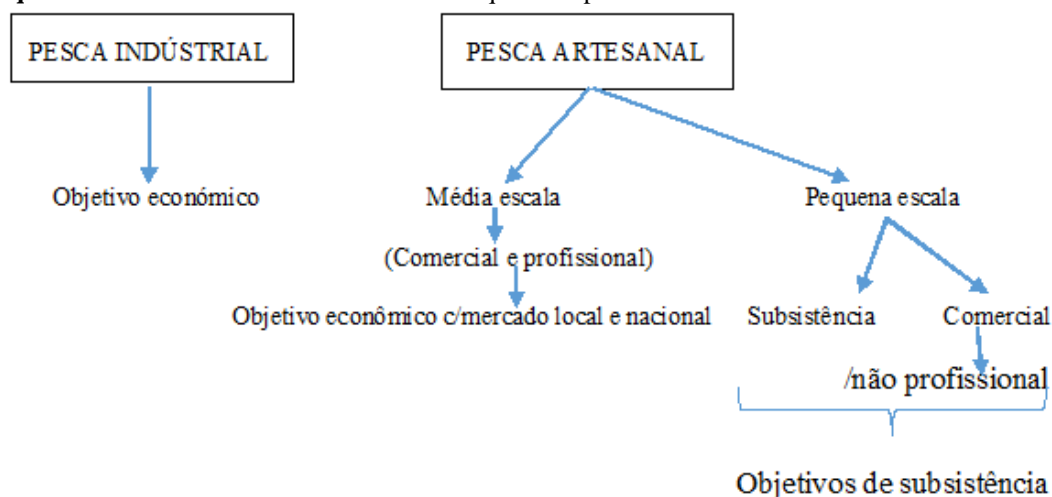 PESCA INDÚSTRIAL
PESCA ARTESANAL
Objetivo económico
Média escala
Pequena escala
(Comercial e profissional)
Objetivo econômico c/mercado local e nacional
Subsistência
Comercial
/não profissional
Objetivos de subsistência